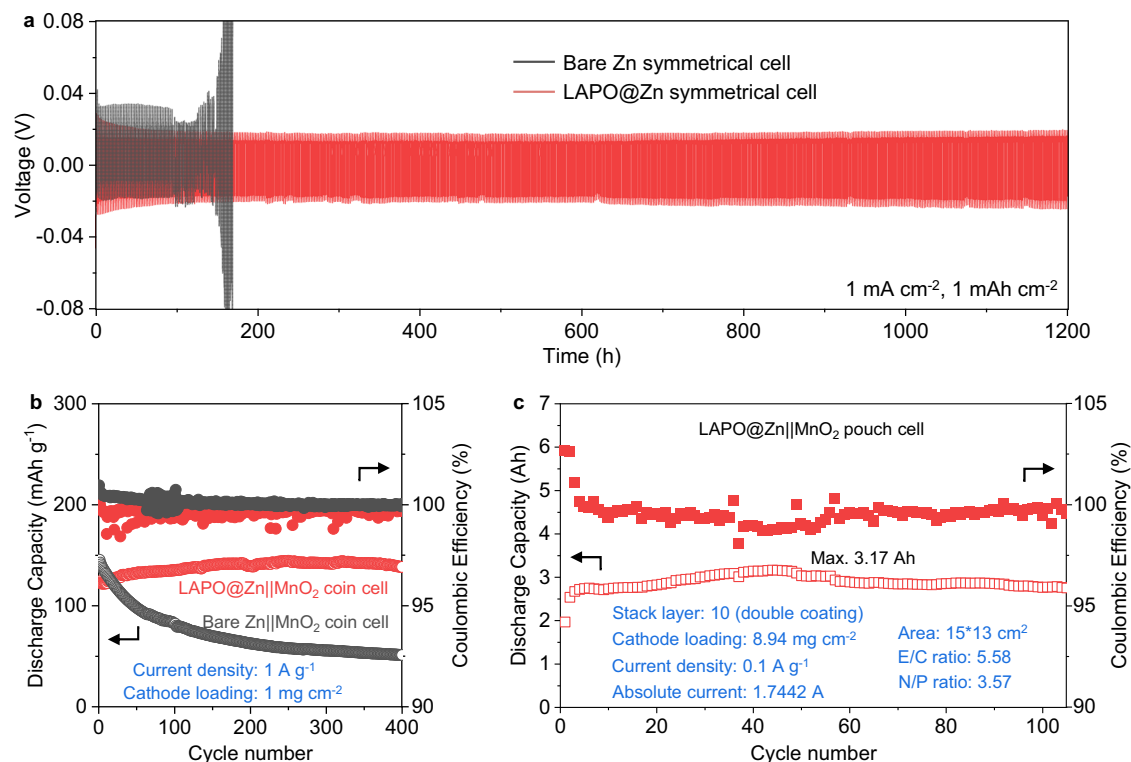 a
0.08
0.04
0.00
-0.04
-0.08
Voltage (V)
Bare Zn symmetrical cell
LAPO@Zn symmetrical cell
1 mA cm⁻², 1 mAh cm⁻²
0 200 400 600 800 1000 1200
Time (h)
b
300
250
200
150
100
50
0
Discharge Capacity (mAh g⁻¹)
105
100
95
90
Coulombic Efficiency (%)
LAPO@Zn||MnO₂ coin cell
Bare Zn||MnO₂ coin cell
Current density: 1 A g⁻¹
Cathode loading: 1 mg cm⁻²
0 100 200 300 400
Cycle number
c
7
6
5
4
3
2
1
0
Discharge Capacity (Ah)
105
100
95
90
Coulombic Efficiency (%)
LAPO@Zn||MnO₂ pouch cell
Max. 3.17 Ah
Stack layer: 10 (double coating)
Cathode loading: 8.94 mg cm⁻²
Current density: 0.1 A g⁻¹
Absolute current: 1.7442 A
Area: 15*13 cm²
E/C ratio: 5.58
N/P ratio: 3.57
0 20 40 60 80 100
Cycle number